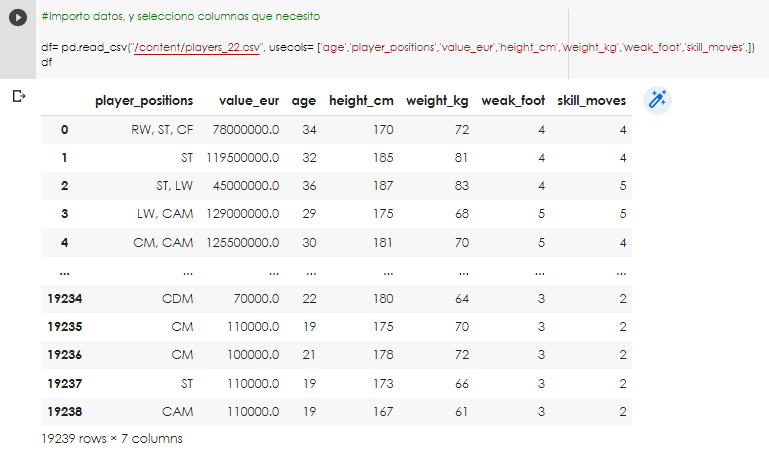 #Importo datos, y selecciono columnas que necesito
df= pd.read_csv("/content/players_22.csv", usecols= ['age','player_positions','value_eur','height_cm','weight_kg','weak_foot','skill_moves',])
df
player_positions value_eur age height_cm weight_kg weak_foot skill_moves
0 RW, ST, CF 78000000.0 34 170 72 4 4
1 ST 119500000.0 32 185 81 4 4
2 ST, LW 45000000.0 36 187 83 4 5
3 LW, CAM 129000000.0 29 175 68 5 5
4 CM, CAM 125500000.0 30 181 70 5 4
... ... ... ... ... ... ... ...
19234 CDM 70000.0 22 180 64 3 2
19235 CM 110000.0 19 175 70 3 2
19236 CM 100000.0 21 178 72 3 2
19237 ST 110000.0 19 173 66 3 2
19238 CAM 110000.0 19 167 61 3 2
19239 rows × 7 columns